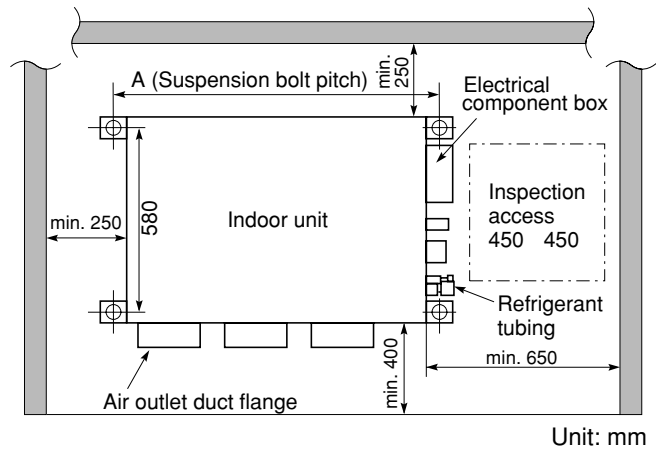 min.
250
A (Suspension bolt pitch)
Electrical
component box
min. 250
580
Indoor unit
Inspection
access
450 450
Refrigerant
tubing
min. 400
min. 650
Air outlet duct flange
Unit: mm